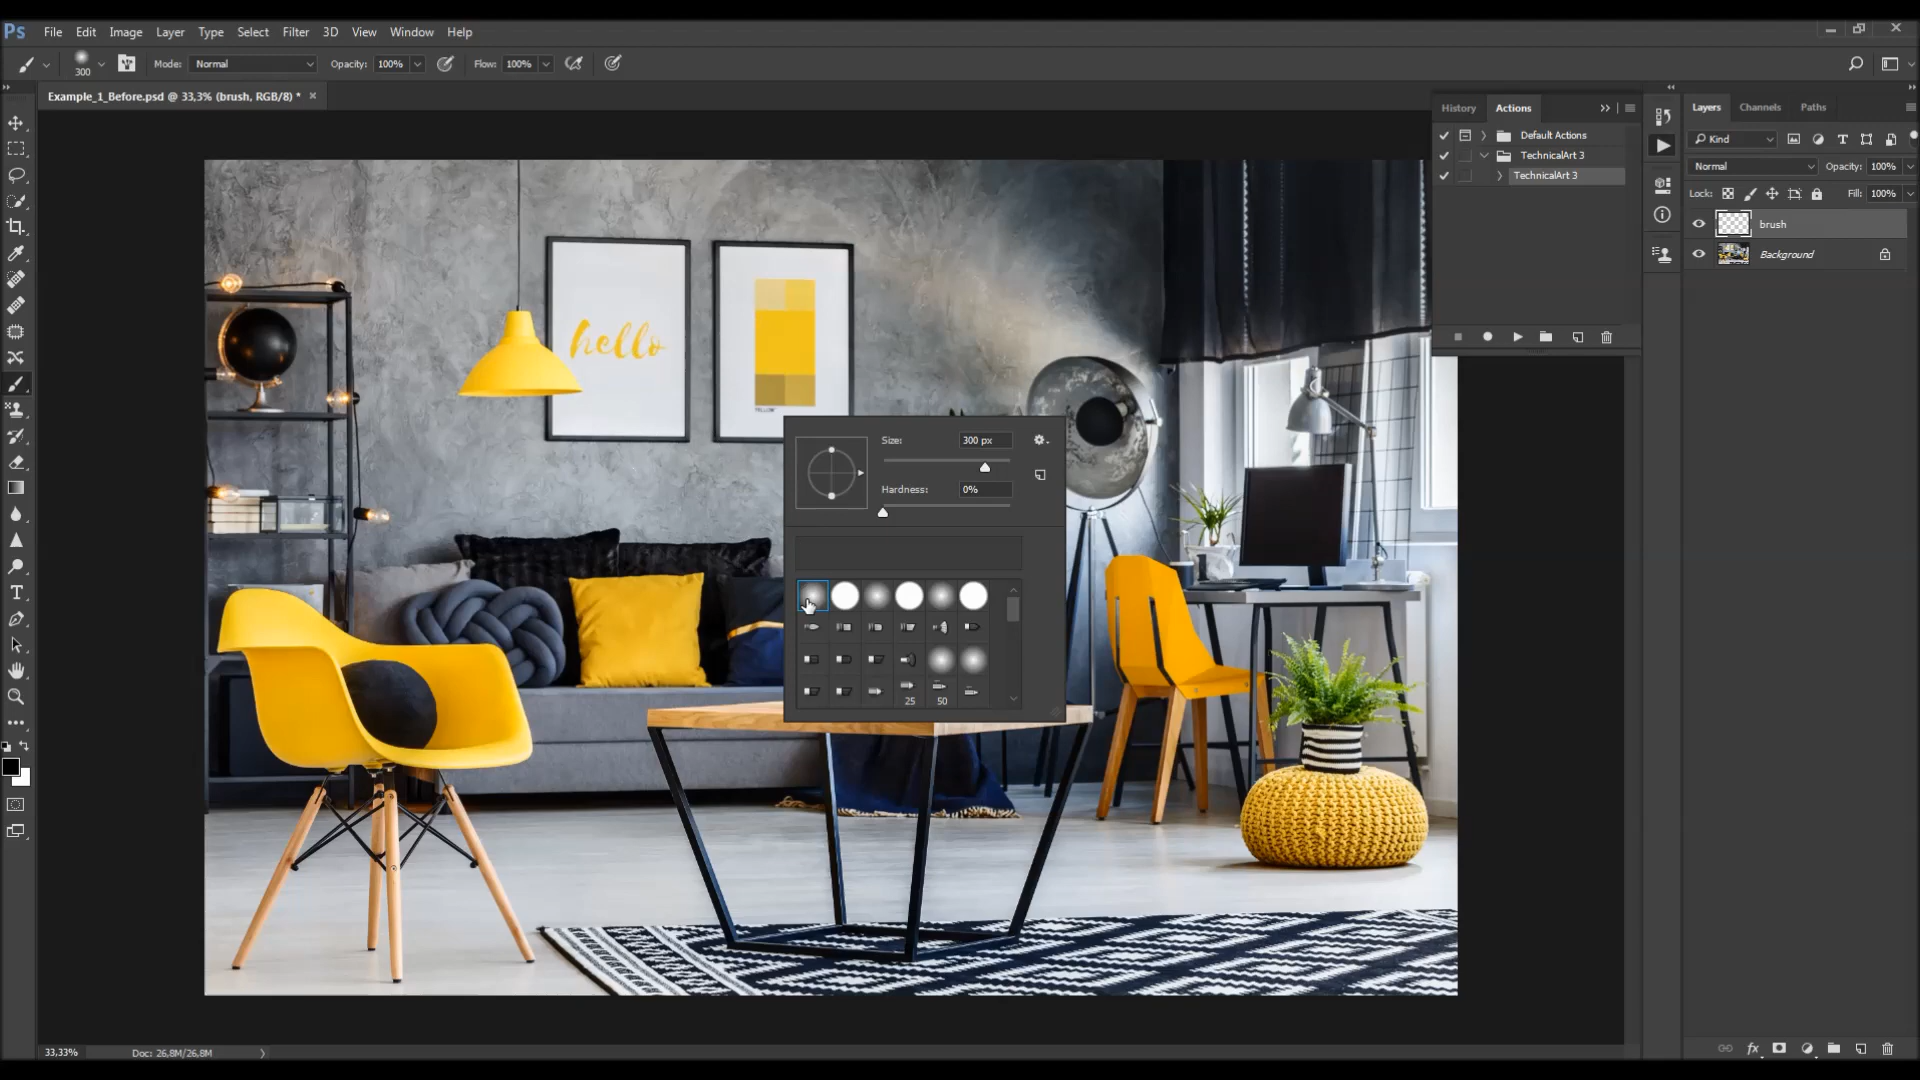 Ps File Edit Image Layer Type Select Filter 3D View Window Help
300 Mode: Normal Opacity: 100% Flow: 100%
Example_1_Before.psd @ 33,3% (brush, RGB/8) *
History Actions
Default Actions
TechnicalArt 3
TechnicalArt 3
Layers Channels Paths
Kind
Normal Opacity: 100%
Lock: Fill: 100%
brush
Background
hello
YELLOW
Size: 300 px
Hardness: 0%
25 50
33,33% Doc: 26,8M/26,8M
fx